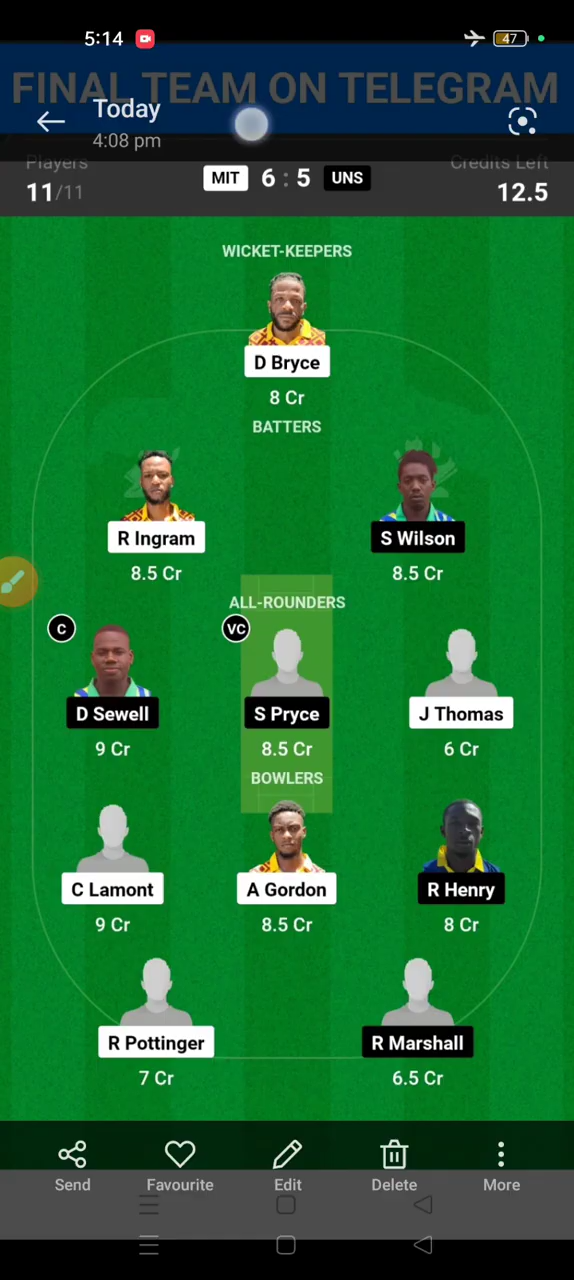 5:14 47
FINAL TEAM ON TELEGRAM
Today
4:08 pm
Players Credits Left
11/11 MIT 6 : 5 UNS 12.5
WICKET-KEEPERS
D Bryce
8 Cr
BATTERS
R Ingram S Wilson
8.5 Cr 8.5 Cr
ALL-ROUNDERS
C VC
D Sewell S Pryce J Thomas
9 Cr 8.5 Cr 6 Cr
BOWLERS
C Lamont A Gordon R Henry
9 Cr 8.5 Cr 8 Cr
R Pottinger R Marshall
7 Cr 6.5 Cr
Send Favourite Edit Delete More